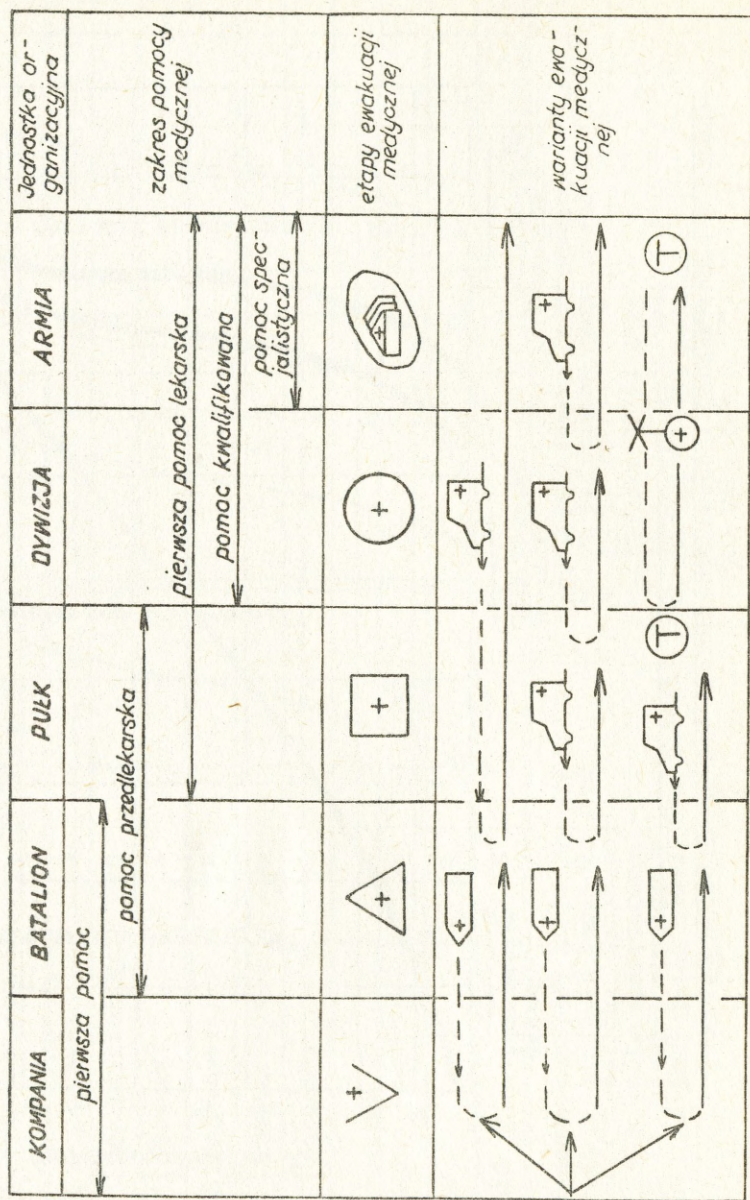 KOMPANIA
BATALION
PUŁK
DYWIZJA
ARMIA
Jednostka or-
ganizacyjna
pierwsza pomoc
pomoc przedlekarska
pierwsza pomoc lekarska
pomoc kwalifikowana
pomoc spec-
jalistyczna
zakres pomocy
medycznej
etapy ewakuacji
medycznej
T
T
warianty ewa-
kuacji medycz-
nej